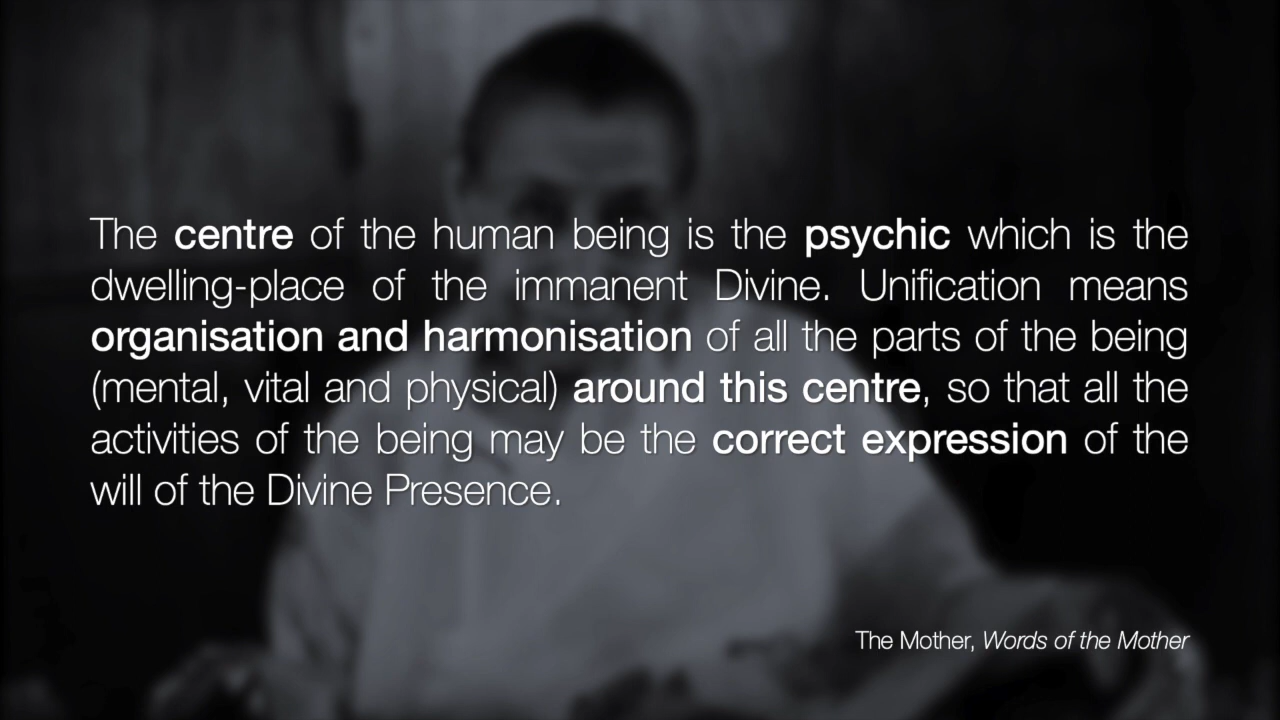 The centre of the human being is the psychic which is the
dwelling-place of the immanent Divine. Unification means
organisation and harmonisation of all the parts of the being
(mental, vital and physical) around this centre, so that all the
activities of the being may be the correct expression of the
will of the Divine Presence.
The Mother, Words of the Mother